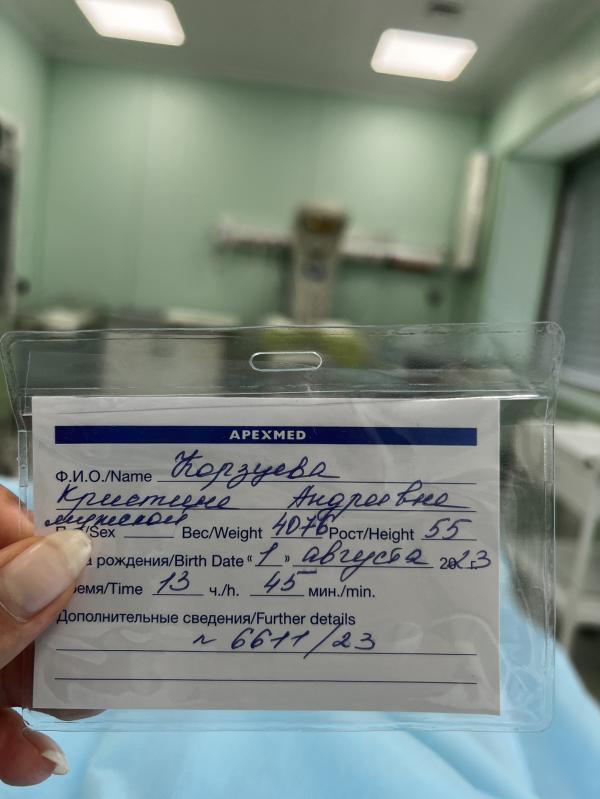 APEXMED
Ф.И.О./Name Корзуева
Кристина Андреевна
мужской
/Sex Вес/Weight 4076 Рост/Height 55
а рождения/Birth Date "1" августа 2023
ремя/Time 13 ч./h. 45 мин./min.
Дополнительные сведения/Further details
~ 6611/23